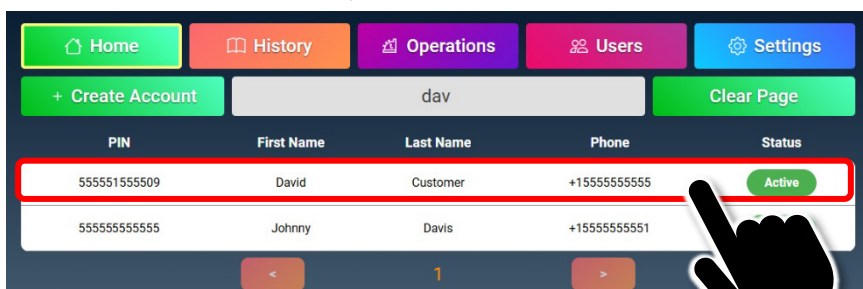 Home History Operations Users Settings
+ Create Account dav Clear Page
PIN First Name Last Name Phone Status
555551555509 David Customer +15555555555 Active
555555555555 Johnny Davis +15555555551
< 1 >